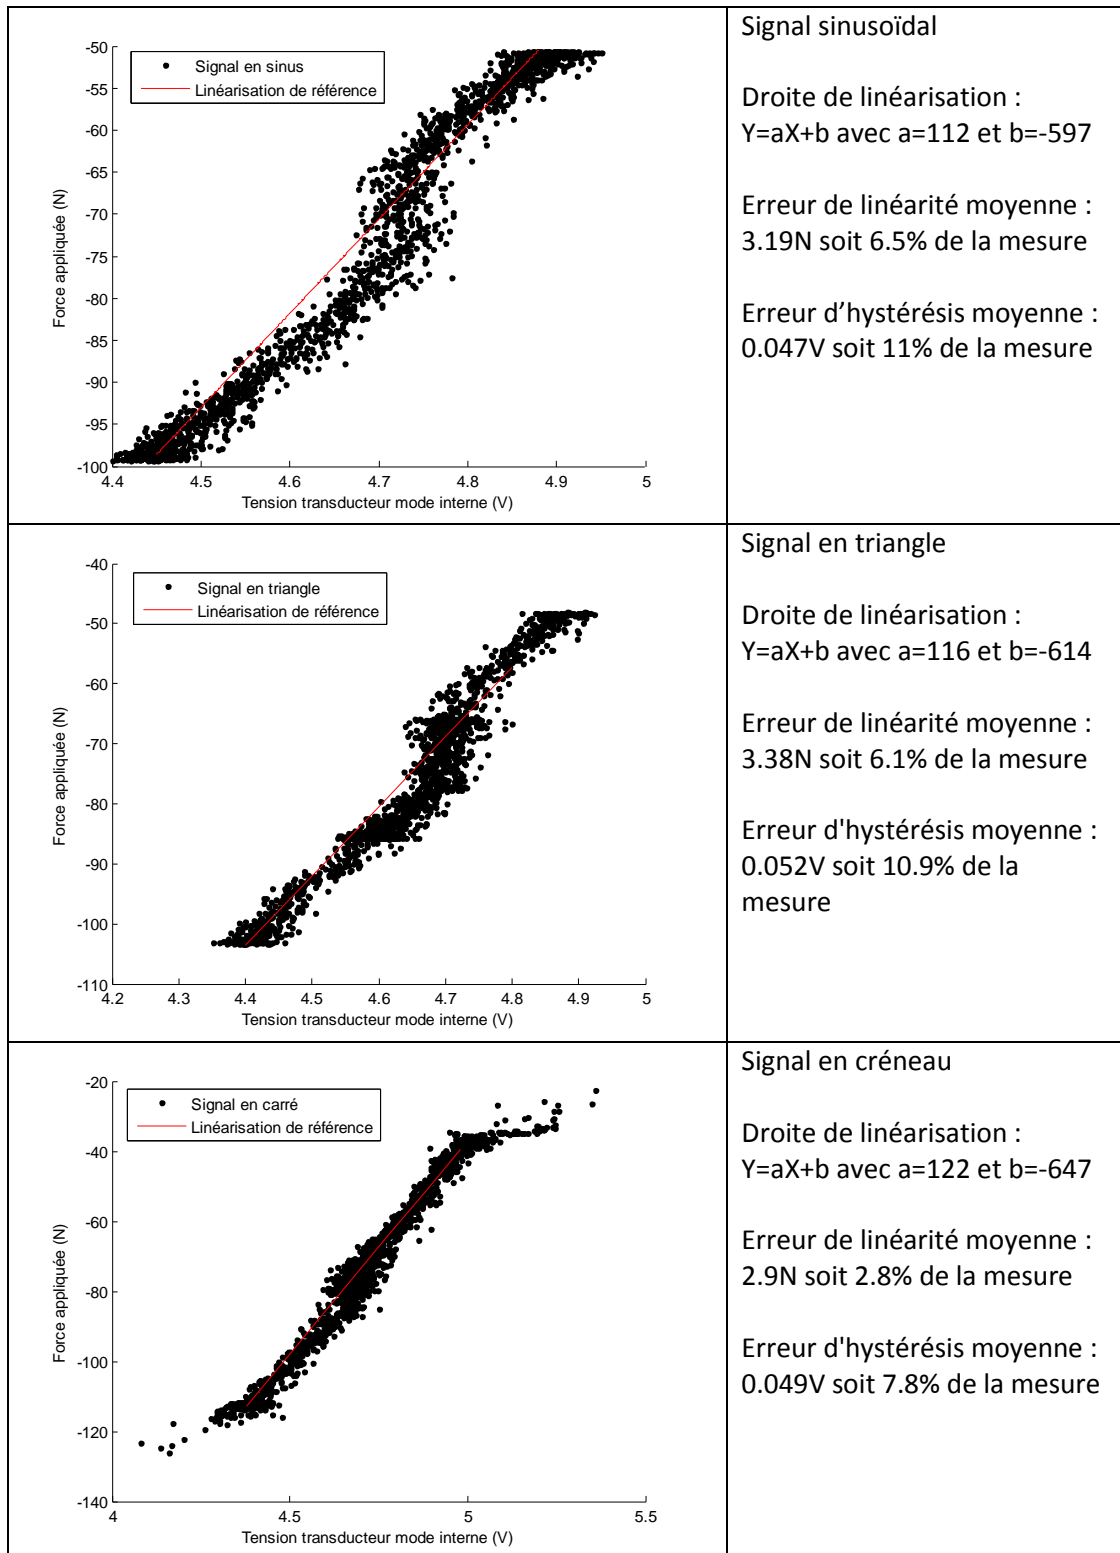 -50
-55
-60
-65
-70
-75
-80
-85
-90
-95
-100
Force appliquée (N)
Signal en sinus
Linéarisation de référence
4.4 4.5 4.6 4.7 4.8 4.9 5
Tension transducteur mode interne (V)
Signal sinusoïdal
Droite de linéarisation :
Y=aX+b avec a=112 et b=-597
Erreur de linéarité moyenne :
3.19N soit 6.5% de la mesure
Erreur d’hystérésis moyenne :
0.047V soit 11% de la mesure
-40
-50
-60
-70
-80
-90
-100
-110
Force appliquée (N)
Signal en triangle
Linéarisation de référence
4.2 4.3 4.4 4.5 4.6 4.7 4.8 4.9 5
Tension transducteur mode interne (V)
Signal en triangle
Droite de linéarisation :
Y=aX+b avec a=116 et b=-614
Erreur de linéarité moyenne :
3.38N soit 6.1% de la mesure
Erreur d'hystérésis moyenne :
0.052V soit 10.9% de la
mesure
-20
-40
-60
-80
-100
-120
-140
Force appliquée (N)
Signal en carré
Linéarisation de référence
4 4.5 5 5.5
Tension transducteur mode interne (V)
Signal en créneau
Droite de linéarisation :
Y=aX+b avec a=122 et b=-647
Erreur de linéarité moyenne :
2.9N soit 2.8% de la mesure
Erreur d'hystérésis moyenne :
0.049V soit 7.8% de la mesure